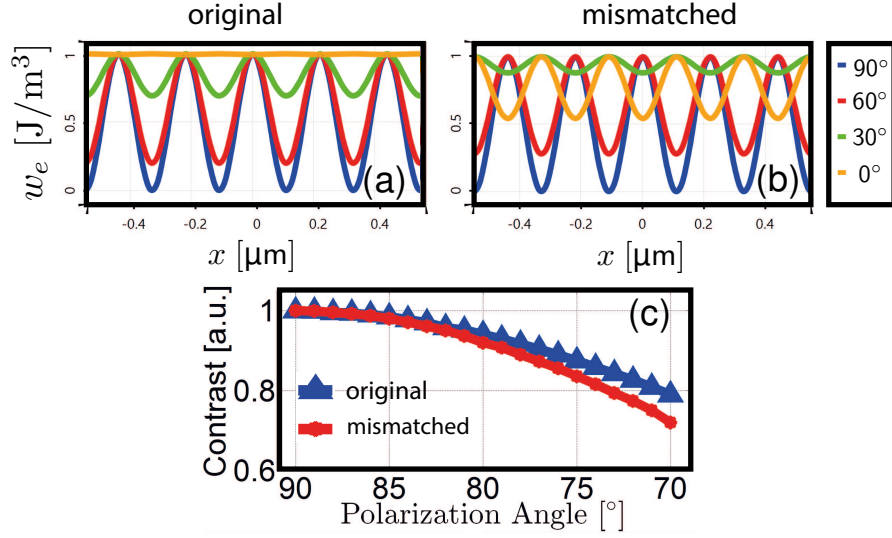 original
mismatched
w_e [J/m³]
1
0.5
0
(a)
-0.4
-0.2
0
0.2
0.4
x [μm]
1
0.5
0
(b)
-0.4
-0.2
0
0.2
0.4
x [μm]
90°
60°
30°
0°
Contrast [a.u.]
1
0.8
0.6
(c)
original
mismatched
90
85
80
75
70
Polarization Angle [°]